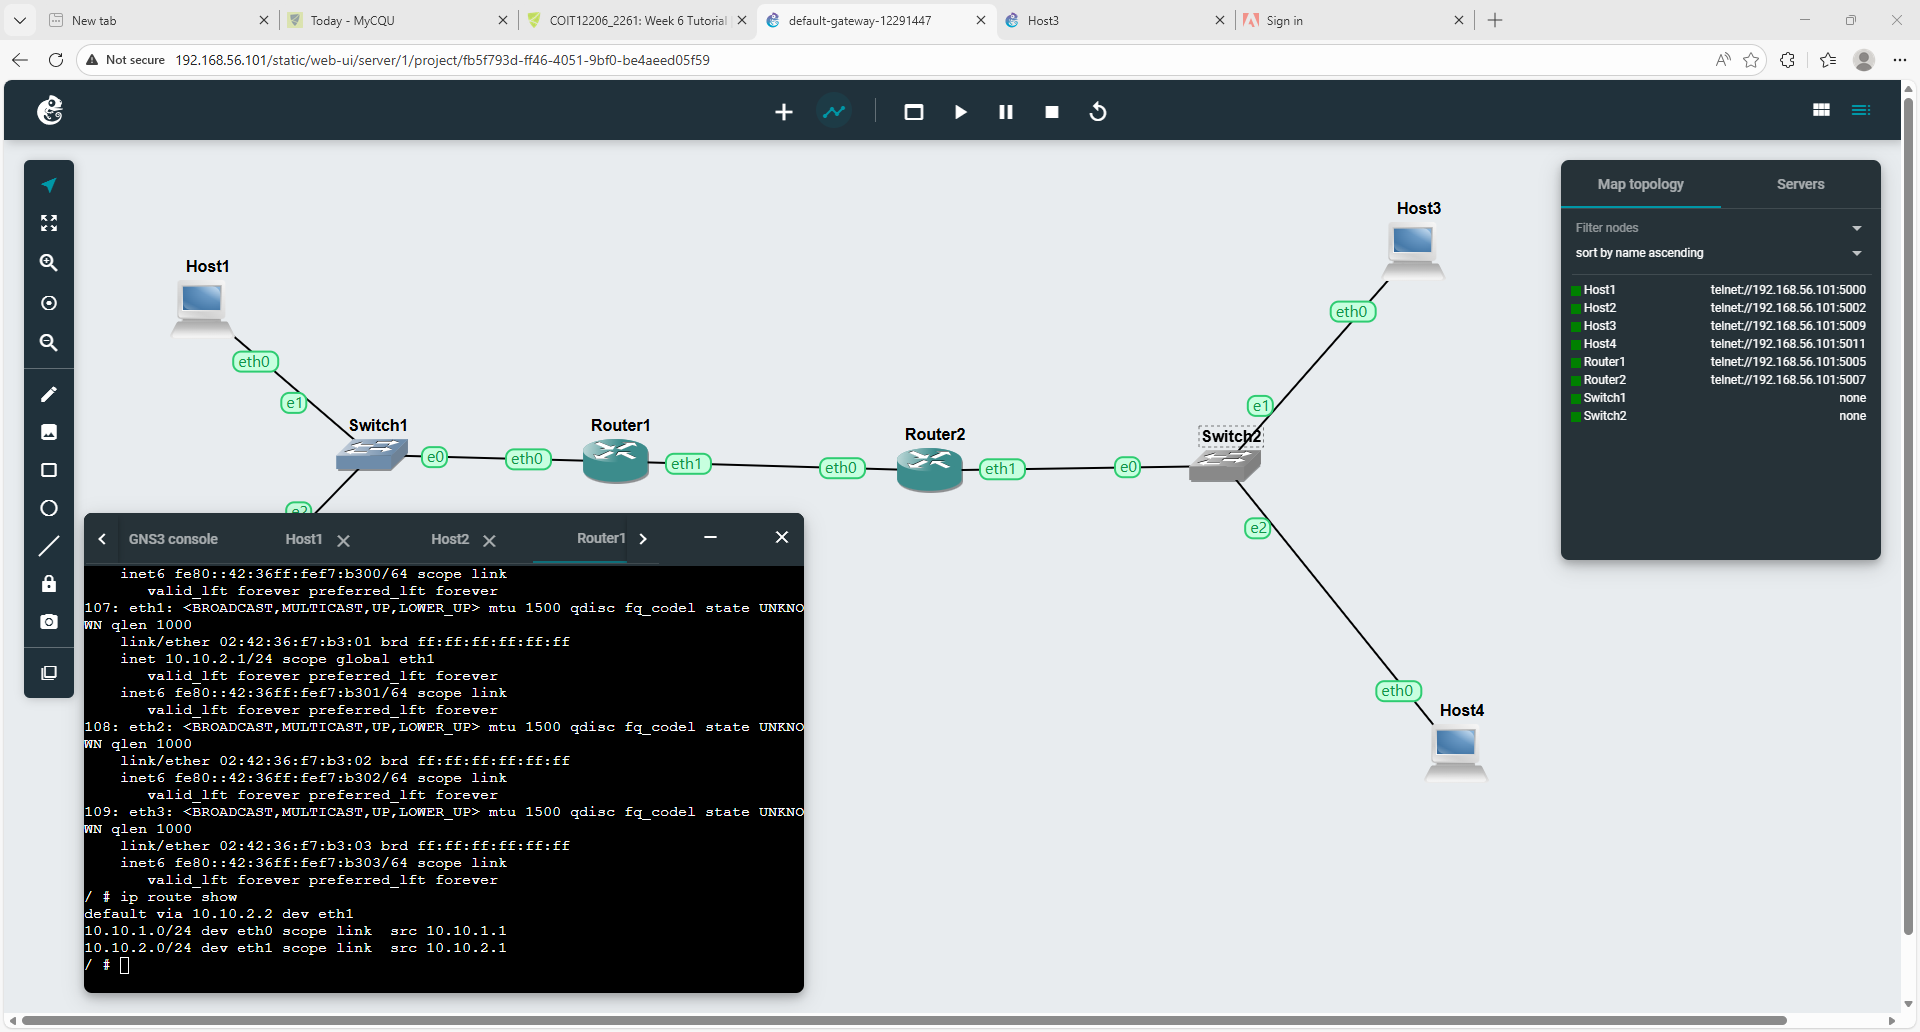 New tab
Today - MyCQU
COIT12206_2261: Week 6 Tutorial
default-gateway-12291447
Host3
Sign in
Not secure
192.168.56.101/static/web-ui/server/1/project/fb5f793d-ff46-4051-9bf0-be4aeed05f59
Map topology
Servers
Filter nodes
sort by name ascending
Host1 telnet://192.168.56.101:5000
Host2 telnet://192.168.56.101:5002
Host3 telnet://192.168.56.101:5009
Host4 telnet://192.168.56.101:5011
Router1 telnet://192.168.56.101:5005
Router2 telnet://192.168.56.101:5007
Switch1 none
Switch2 none
Host3
eth0
Host1
eth0
e1
e1
Switch1
e0
eth0
Router1
eth1
eth0
Router2
eth1
e0
Switch2
e2
e2
eth0
Host4
GNS3 console
Host1
Host2
Router1
inet6 fe80::42:36ff:fef7:b300/64 scope link
valid_lft forever preferred_lft forever
107: eth1: <BROADCAST,MULTICAST,UP,LOWER_UP> mtu 1500 qdisc fq_codel state UNKNO
WN qlen 1000
link/ether 02:42:36:f7:b3:01 brd ff:ff:ff:ff:ff:ff
inet 10.10.2.1/24 scope global eth1
valid_lft forever preferred_lft forever
inet6 fe80::42:36ff:fef7:b301/64 scope link
valid_lft forever preferred_lft forever
108: eth2: <BROADCAST,MULTICAST,UP,LOWER_UP> mtu 1500 qdisc fq_codel state UNKNO
WN qlen 1000
link/ether 02:42:36:f7:b3:02 brd ff:ff:ff:ff:ff:ff
inet6 fe80::42:36ff:fef7:b302/64 scope link
valid_lft forever preferred_lft forever
109: eth3: <BROADCAST,MULTICAST,UP,LOWER_UP> mtu 1500 qdisc fq_codel state UNKNO
WN qlen 1000
link/ether 02:42:36:f7:b3:03 brd ff:ff:ff:ff:ff:ff
inet6 fe80::42:36ff:fef7:b303/64 scope link
valid_lft forever preferred_lft forever
/ # ip route show
default via 10.10.2.2 dev eth1
10.10.1.0/24 dev eth0 scope link  src 10.10.1.1
10.10.2.0/24 dev eth1 scope link  src 10.10.2.1
/ #